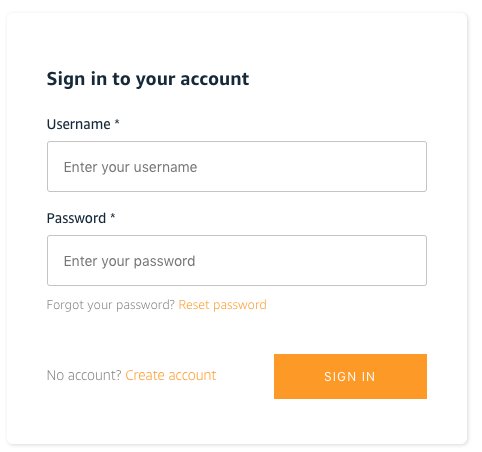 Sign in to your account
Username *
Enter your username
Password *
Enter your password
Forgot your password? Reset password
No account? Create account SIGN IN